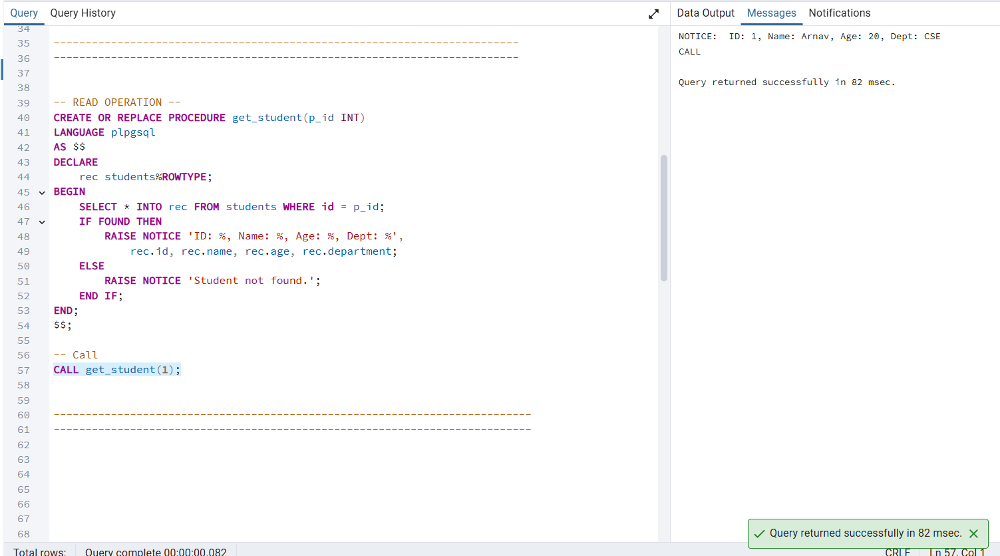 Query Query History
Data Output Messages Notifications
34
35 -------------------------------------------------------------------------
36 -------------------------------------------------------------------------
37
38
39 -- READ OPERATION --
40 CREATE OR REPLACE PROCEDURE get_student(p_id INT)
41 LANGUAGE plpgsql
42 AS $$
43 DECLARE
44     rec students%ROWTYPE;
45 BEGIN
46     SELECT * INTO rec FROM students WHERE id = p_id;
47     IF FOUND THEN
48         RAISE NOTICE 'ID: %, Name: %, Age: %, Dept: %',
49             rec.id, rec.name, rec.age, rec.department;
50     ELSE
51         RAISE NOTICE 'Student not found.';
52     END IF;
53 END;
54 $$;
55
56 -- Call
57 CALL get_student(1);
58
59
60 ---------------------------------------------------------------------------
61 ---------------------------------------------------------------------------
62
63
64
65
66
67
68
NOTICE:  ID: 1, Name: Arnav, Age: 20, Dept: CSE
CALL
Query returned successfully in 82 msec.
Query returned successfully in 82 msec.
Total rows: Query complete 00:00:00.082
CRLF Ln 57, Col 1